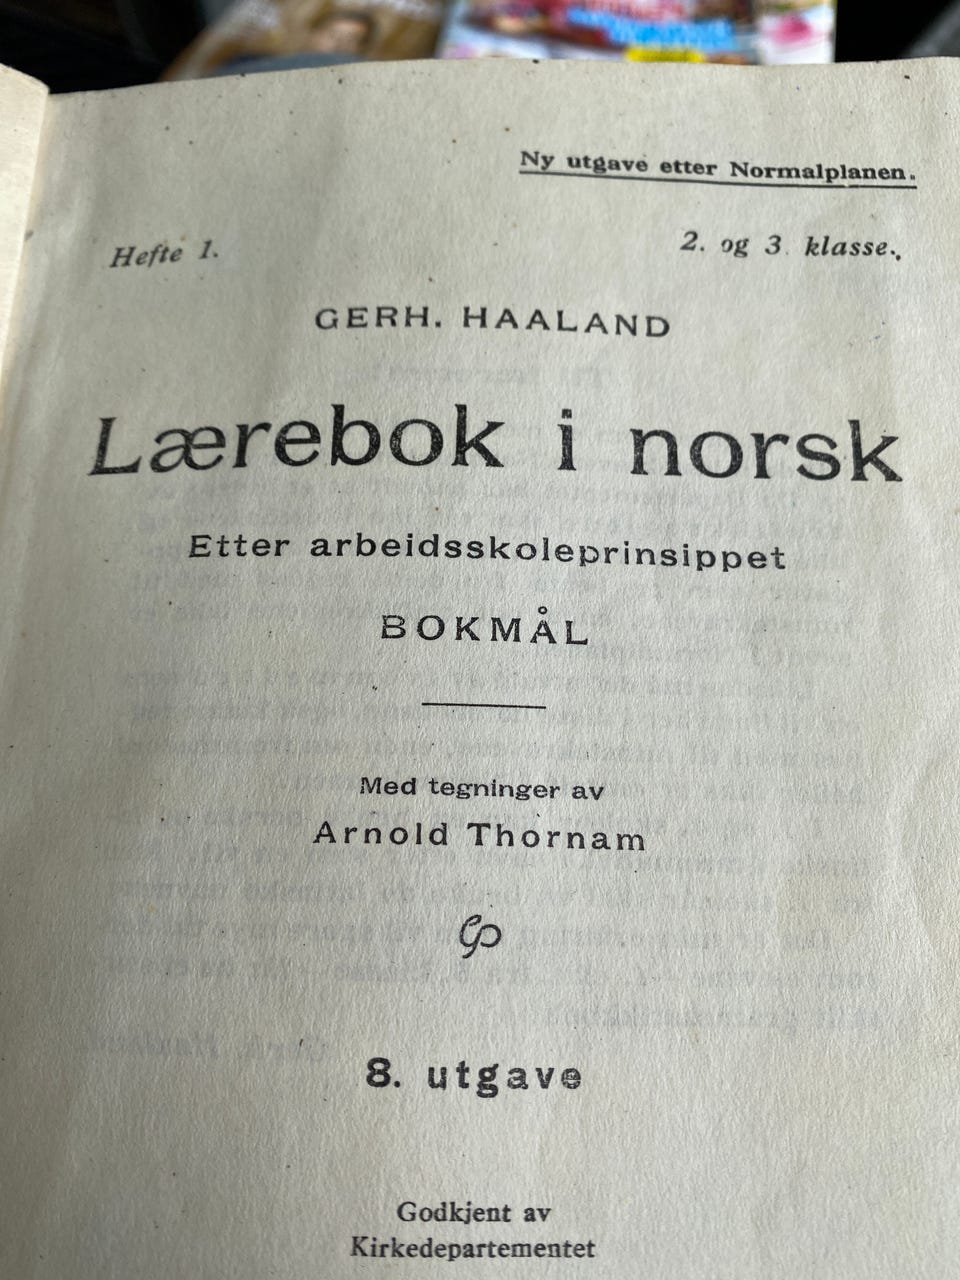 Ny utgave etter Normalplanen.
Hefte 1.
2. og 3. klasse.
GERH. HAALAND
Lærebok i norsk
Etter arbeidsskoleprinsippet
BOKMÅL
Med tegninger av
Arnold Thornam
8. utgave
Godkjent av
Kirkedepartementet